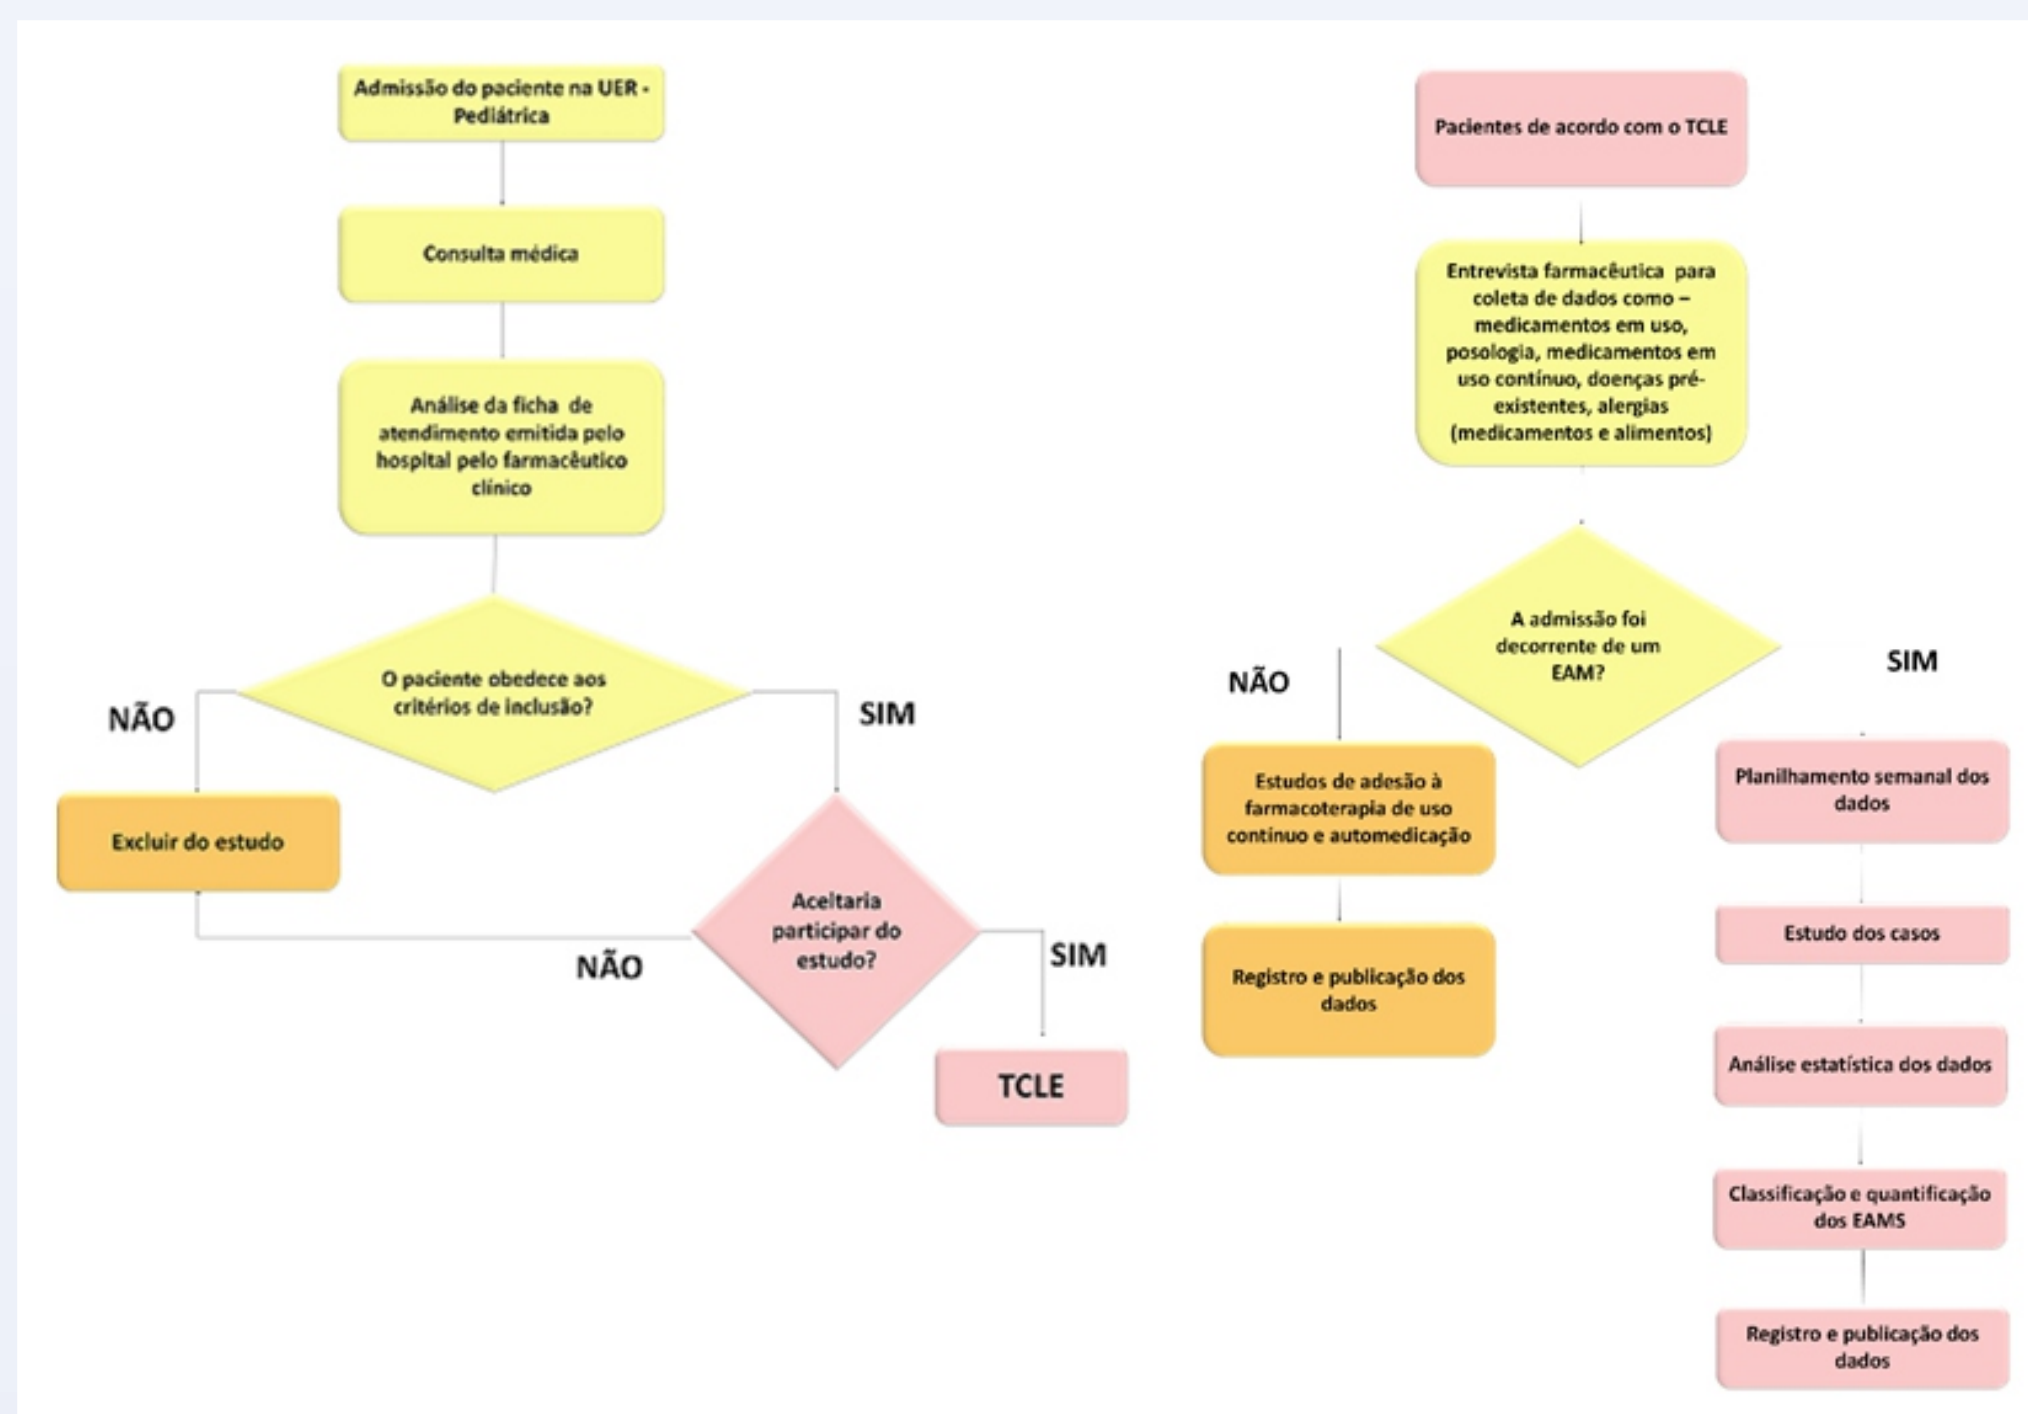 Admissão do paciente na UER -
Pediátrica
Consulta médica
Análise da ficha de
atendimento emitida pelo
hospital pelo farmacêutico
clínico
O paciente obedece aos
critérios de inclusão?
NÃO
SIM
Excluir do estudo
Aceitaria
participar do
estudo?
NÃO
SIM
TCLE
Pacientes de acordo com o TCLE
Entrevista farmacêutica para
coleta de dados como –
medicamentos em uso,
posologia, medicamentos em
uso contínuo, doenças pré-
existentes, alergias
(medicamentos e alimentos)
A admissão foi
decorrente de um
EAM?
NÃO
SIM
Estudos de adesão à
farmacoterapia de uso
contínuo e automedicação
Registro e publicação dos
dados
Planilhamento semanal dos
dados
Estudo dos casos
Análise estatística dos dados
Classificação e quantificação
dos EAMS
Registro e publicação dos
dados